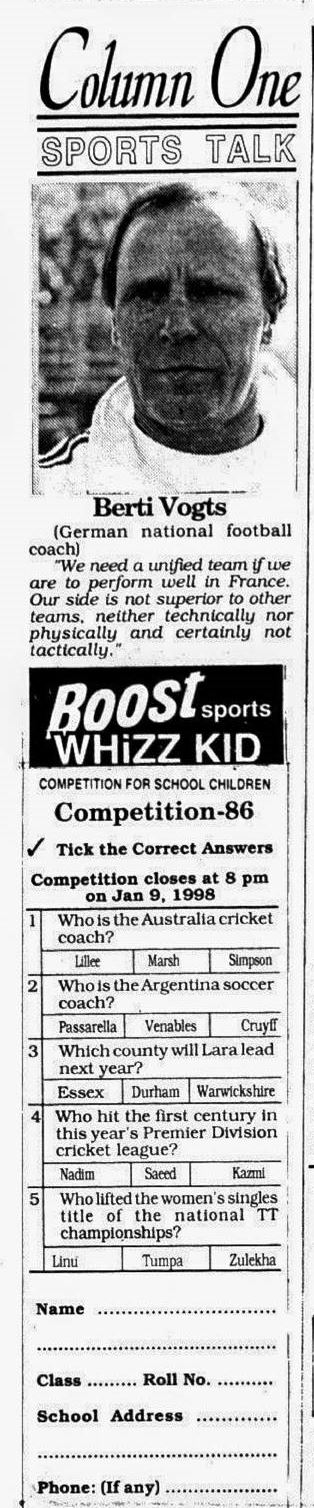 Column One
SPORTS TALK
Berti Vogts
(German national football
coach)
"We need a unified team if we
are to perform well in France.
Our side is not superior to other
teams, neither technically nor
physically and certainly not
tactically."
BOOST sports
WHiZZ KID
COMPETITION FOR SCHOOL CHILDREN
Competition-86
✓ Tick the Correct Answers
Competition closes at 8 pm
on Jan 9, 1998
1 Who is the Australia cricket
coach?
Lillee Marsh Simpson
2 Who is the Argentina soccer
coach?
Passarella Venables Cruyff
3 Which county will Lara lead
next year?
Essex Durham Warwickshire
4 Who hit the first century in
this year's Premier Division
cricket league?
Nadim Saeed Kazmi
5 Who lifted the women's singles
title of the national TT
championships?
Linu Tumpa Zulekha
Name ..............................
........................................
Class ......... Roll No. ..........
School Address .............
........................................
Phone: (If any) ...................